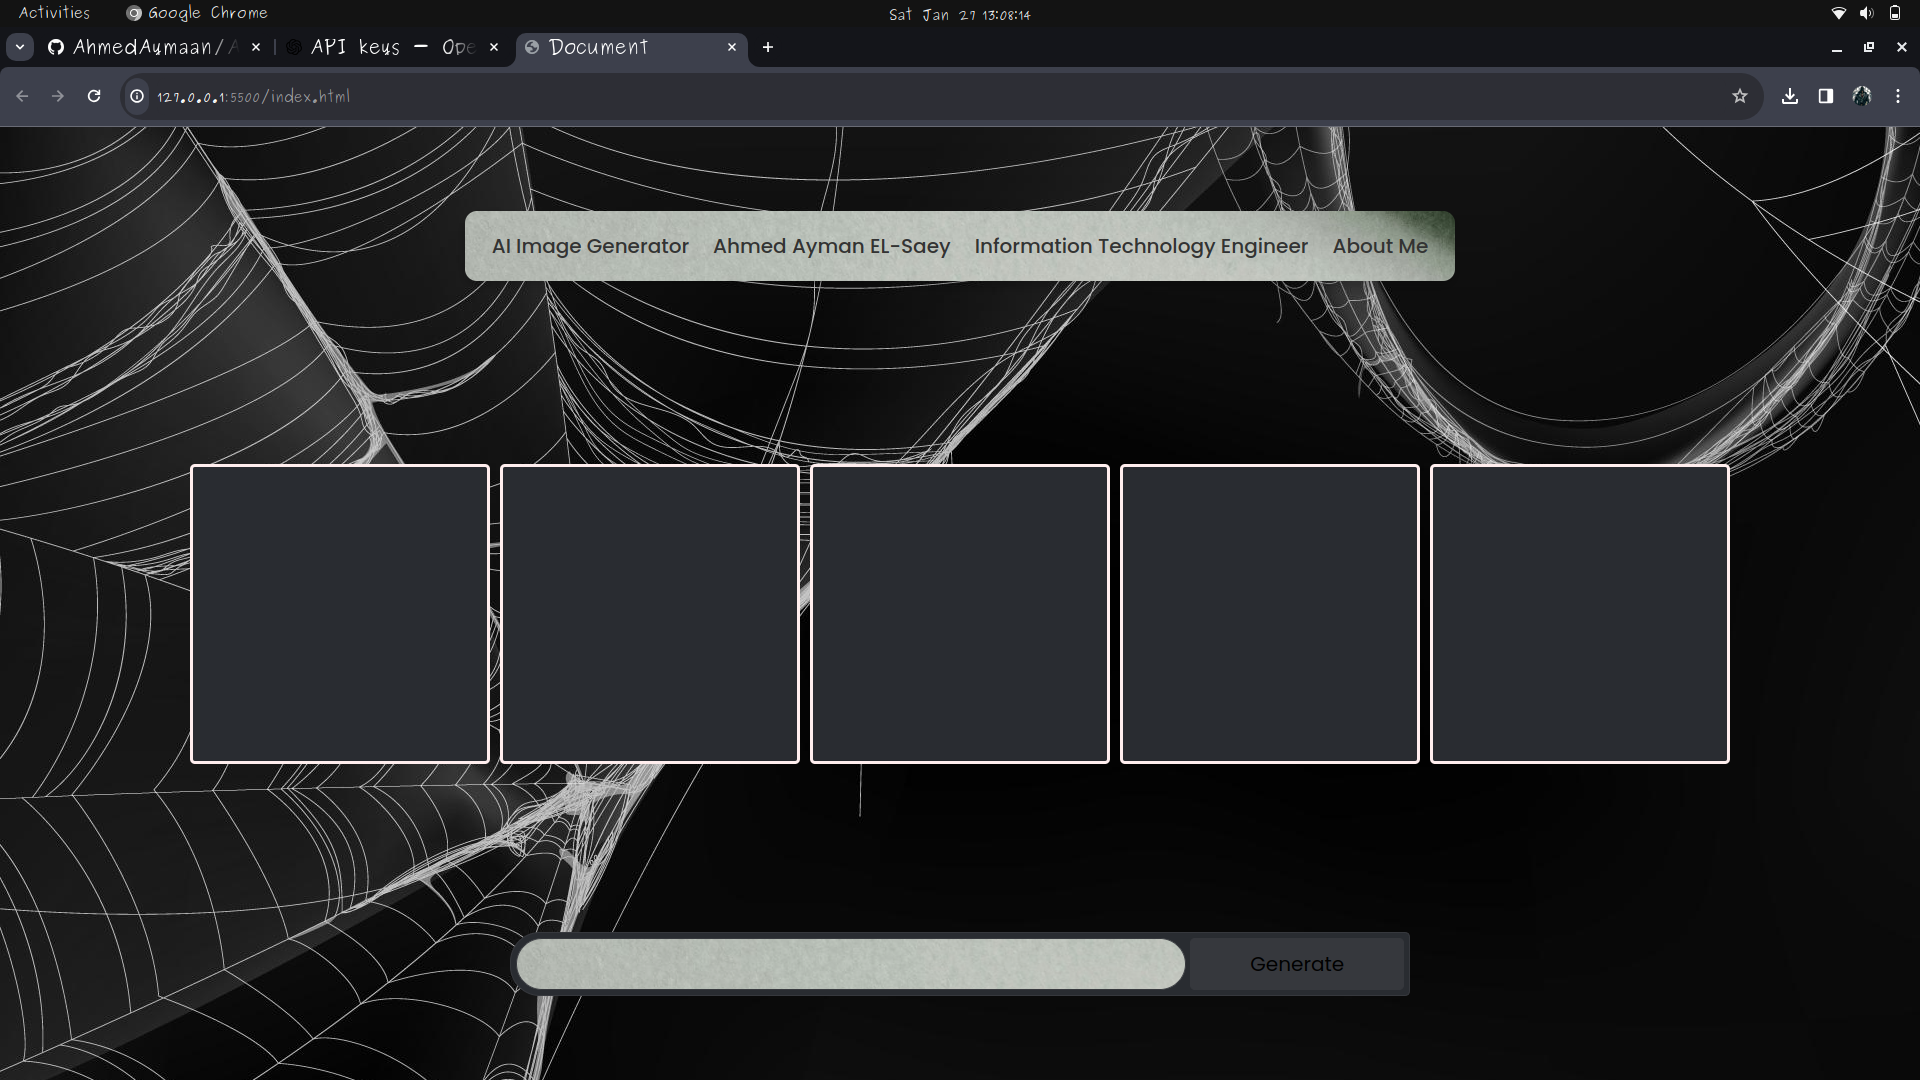 Activities Google Chrome Sat Jan 27 13:08:14
AhmedAymaan/A API keys – Ope Document
127.0.0.1:5500/index.html
AI Image Generator Ahmed Ayman EL-Saey Information Technology Engineer About Me
Generate